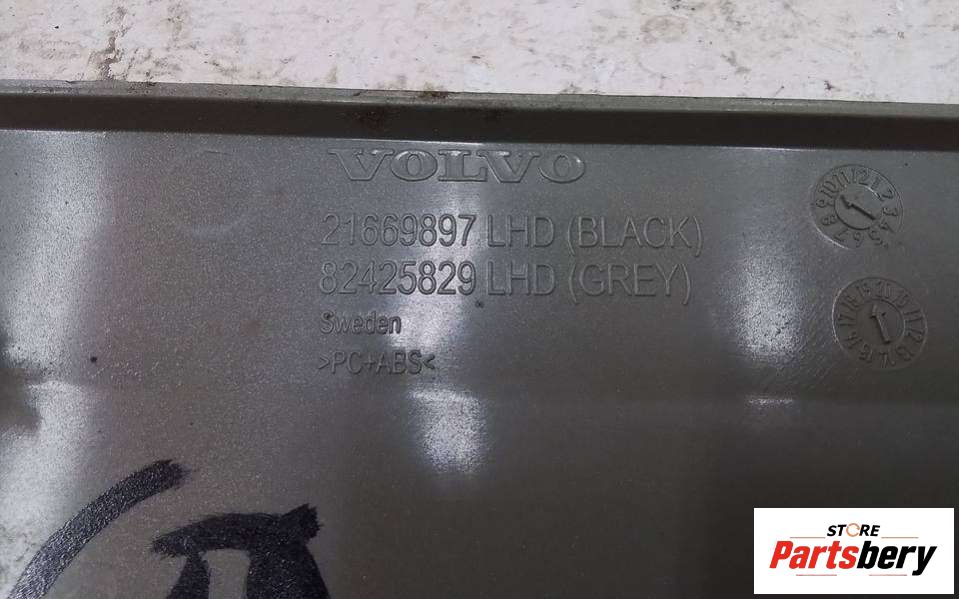 VOLVO
21669897 LHD (BLACK)
82425829 LHD (GREY)
Sweden
>PC+ABS<
STORE
Partsbery